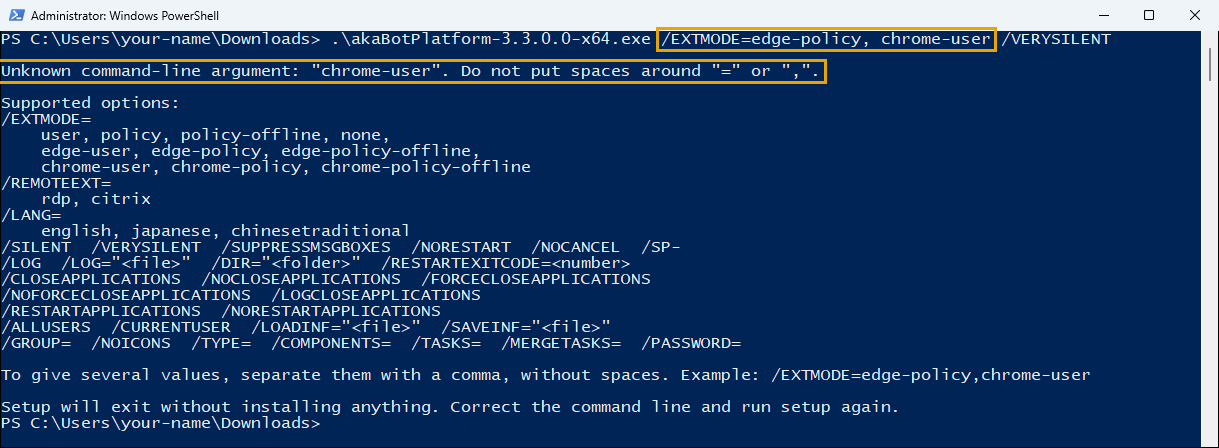 Administrator: Windows PowerShell
PS C:\Users\your-name\Downloads> .\akaBotPlatform-3.3.0.0-x64.exe /EXTMODE=edge-policy, chrome-user /VERYSILENT
Unknown command-line argument: "chrome-user". Do not put spaces around "=" or ",".
Supported options:
/EXTMODE=
user, policy, policy-offline, none,
edge-user, edge-policy, edge-policy-offline,
chrome-user, chrome-policy, chrome-policy-offline
/REMOTEEXT=
rdp, citrix
/LANG=
english, japanese, chinesetraditional
/SILENT /VERYSILENT /SUPPRESSMSGBOXES /NORESTART /NOCANCEL /SP-
/LOG /LOG="<file>" /DIR="<folder>" /RESTARTEXITCODE=<number>
/CLOSEAPPLICATIONS /NOCLOSEAPPLICATIONS /FORCECLOSEAPPLICATIONS
/NOFORCECLOSEAPPLICATIONS /LOGCLOSEAPPLICATIONS
/RESTARTAPPLICATIONS /NORESTARTAPPLICATIONS
/ALLUSERS /CURRENTUSER /LOADINF="<file>" /SAVEINF="<file>"
/GROUP= /NOICONS /TYPE= /COMPONENTS= /TASKS= /MERGETASKS= /PASSWORD=
To give several values, separate them with a comma, without spaces. Example: /EXTMODE=edge-policy,chrome-user
Setup will exit without installing anything. Correct the command line and run setup again.
PS C:\Users\your-name\Downloads>